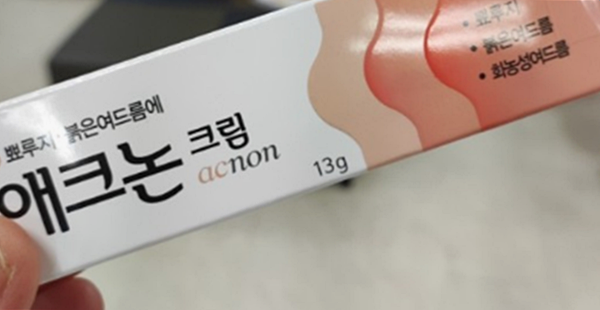 뾰루지·붉은여드름에
애크논 크림
acnon
13g
• 뾰루지
• 붉은여드름
• 화농성여드름